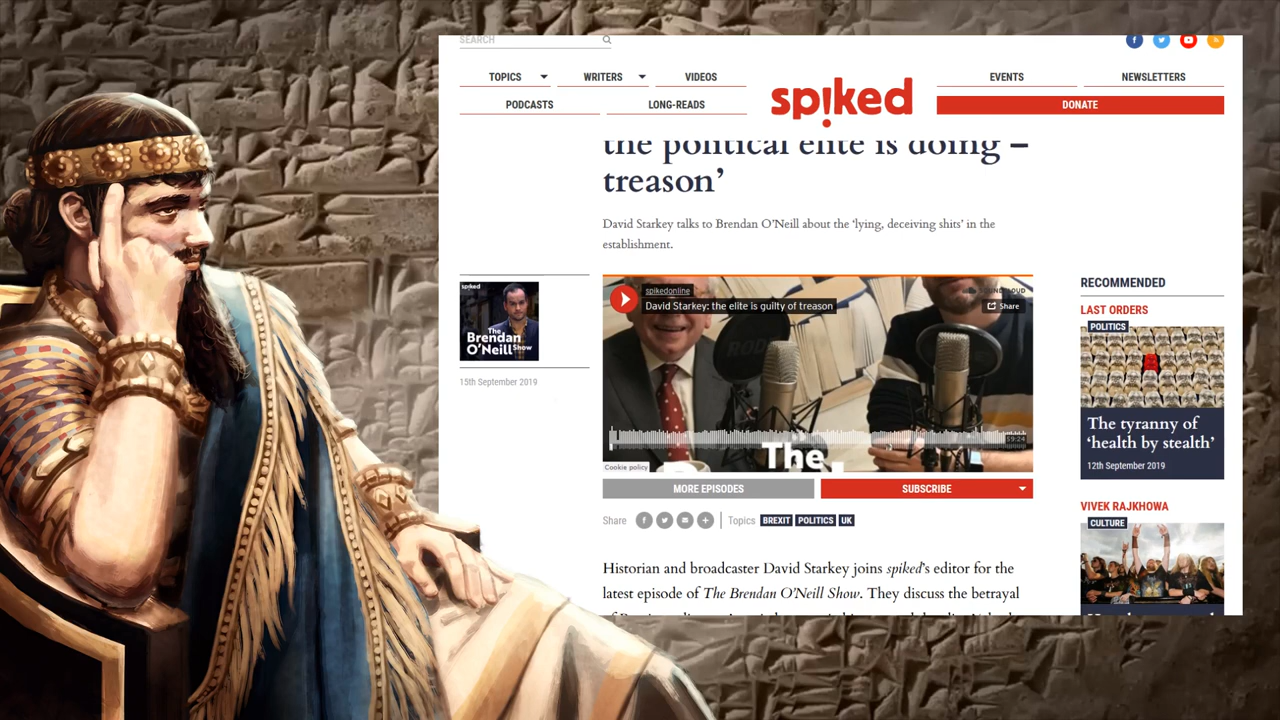 SEARCH
TOPICS
WRITERS
VIDEOS
PODCASTS
LONG-READS
spiked
EVENTS
NEWSLETTERS
DONATE
the political elite is doing –
treason’
David Starkey talks to Brendan O’Neill about the ‘lying, deceiving shits’ in the
establishment.
spiked
The
Brendan
O’Neill Show
15th September 2019
spikedonline
David Starkey: the elite is guilty of treason
SOUNDCLOUD
Share
59:24
Cookie policy
The
MORE EPISODES
SUBSCRIBE
Share
Topics BREXIT POLITICS UK
Historian and broadcaster David Starkey joins spiked’s editor for the
latest episode of The Brendan O’Neill Show. They discuss the betrayal
RECOMMENDED
LAST ORDERS
POLITICS
The tyranny of
‘health by stealth’
12th September 2019
VIVEK RAJKHOWA
CULTURE